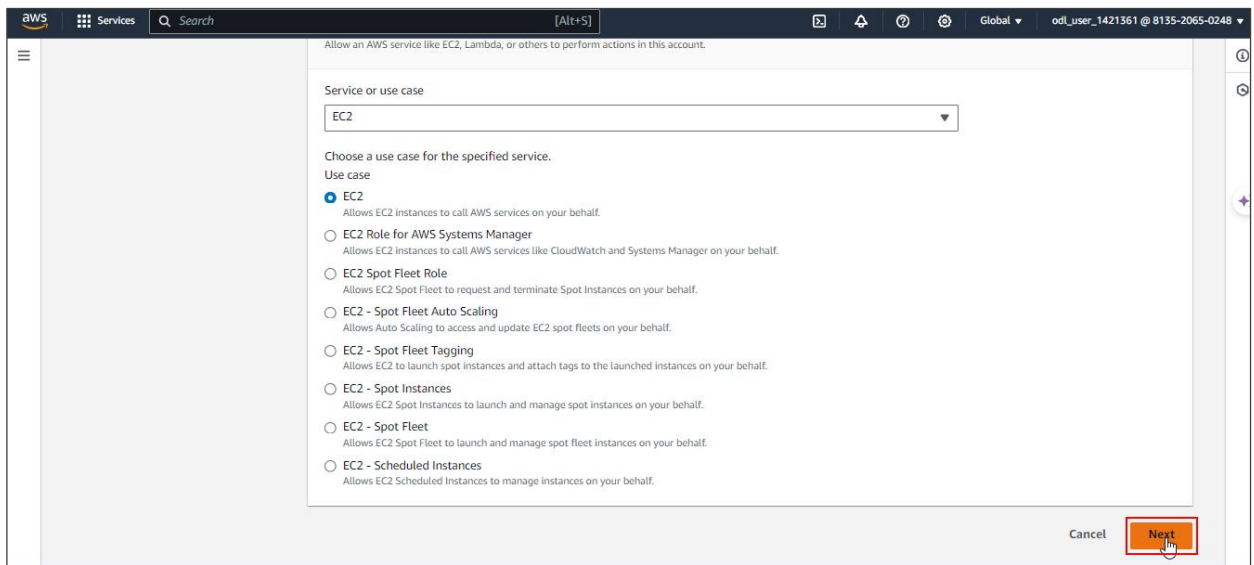 aws Services Search [Alt+S] Global odl_user_1421361 @ 8135-2065-0248
Allow an AWS service like EC2, Lambda, or others to perform actions in this account.
Service or use case
EC2
Choose a use case for the specified service.
Use case
EC2
Allows EC2 instances to call AWS services on your behalf.
EC2 Role for AWS Systems Manager
Allows EC2 instances to call AWS services like CloudWatch and Systems Manager on your behalf.
EC2 Spot Fleet Role
Allows EC2 Spot Fleet to request and terminate Spot Instances on your behalf.
EC2 - Spot Fleet Auto Scaling
Allows Auto Scaling to access and update EC2 spot fleets on your behalf.
EC2 - Spot Fleet Tagging
Allows EC2 to launch spot instances and attach tags to the launched instances on your behalf.
EC2 - Spot Instances
Allows EC2 Spot Instances to launch and manage spot instances on your behalf.
EC2 - Spot Fleet
Allows EC2 Spot Fleet to launch and manage spot fleet instances on your behalf.
EC2 - Scheduled Instances
Allows EC2 Scheduled Instances to manage instances on your behalf.
Cancel Next